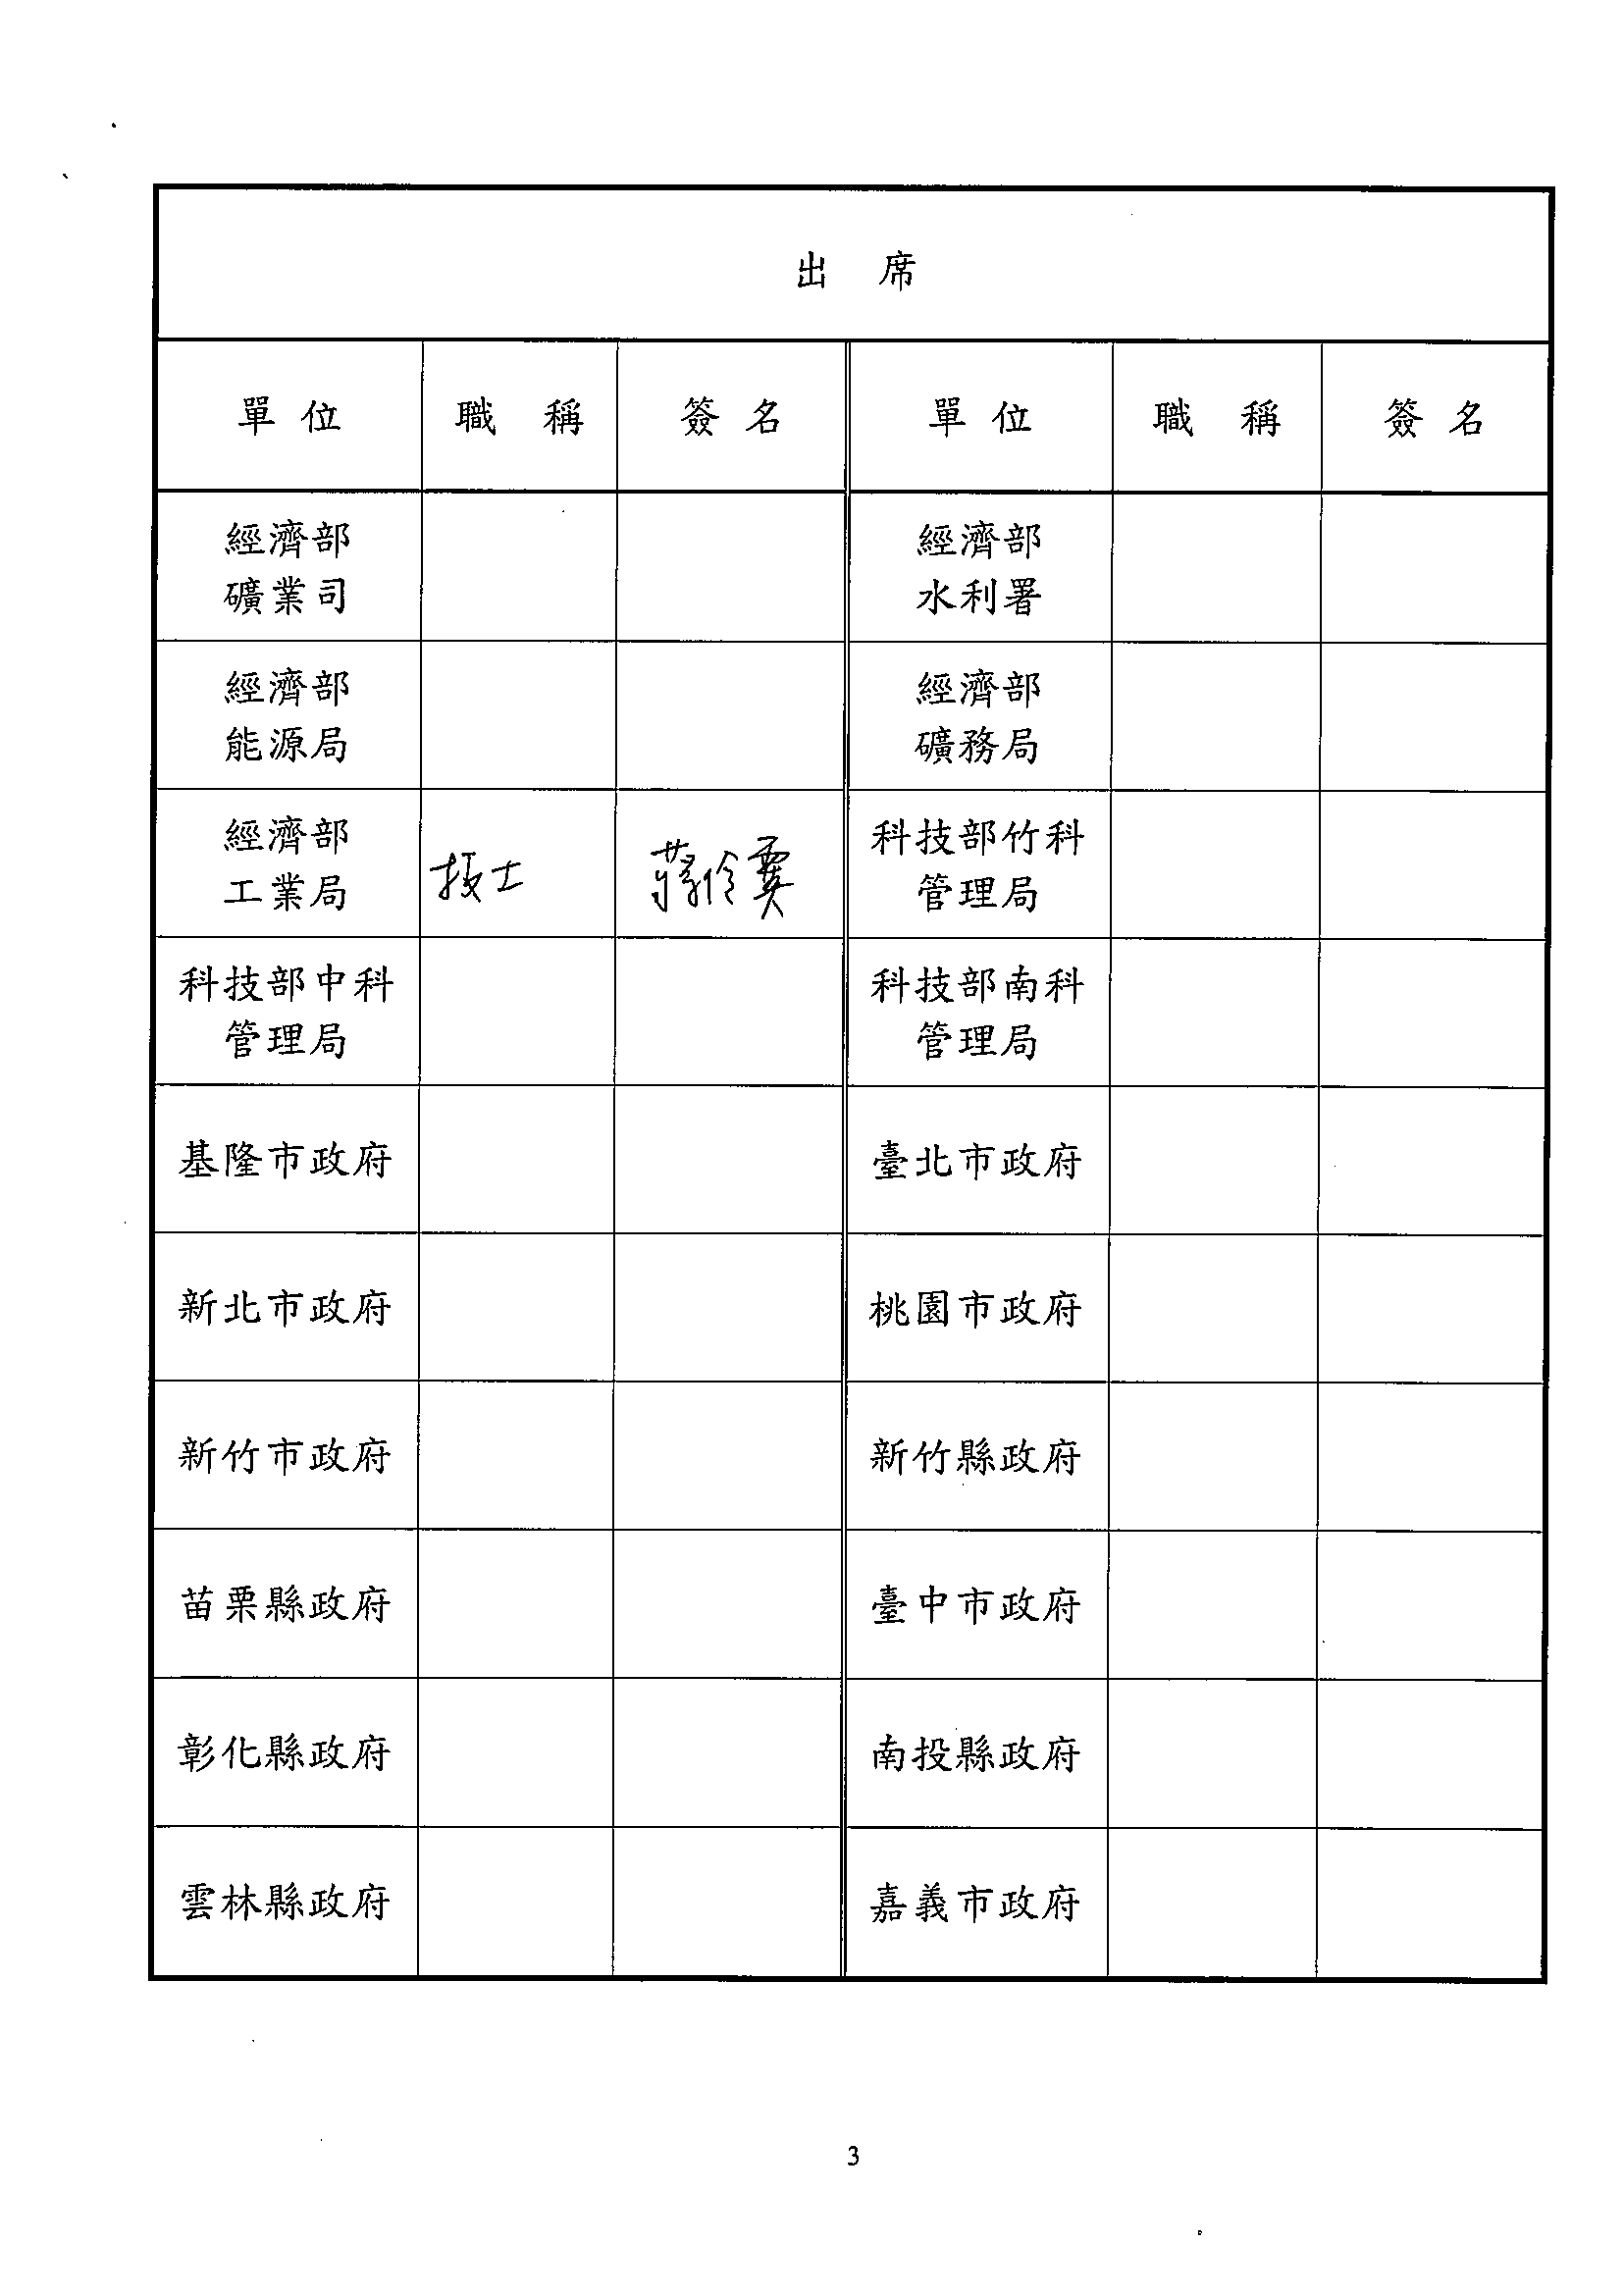 出 席
單位 職稱 簽名 單位 職稱 簽名
經濟部
礦業司
經濟部
水利署
經濟部
能源局
經濟部
礦務局
經濟部
工業局
技士
科技部竹科
管理局
科技部中科
管理局
科技部南科
管理局
基隆市政府
臺北市政府
新北市政府
桃園市政府
新竹市政府
新竹縣政府
苗栗縣政府
臺中市政府
彰化縣政府
南投縣政府
雲林縣政府
嘉義市政府
3